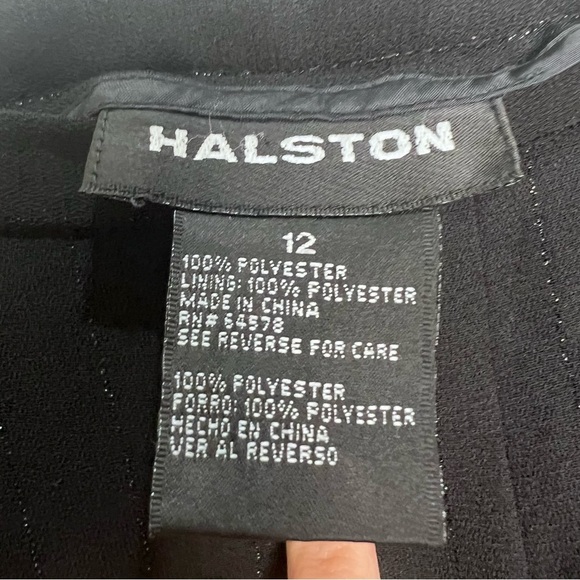 HALSTON
12
100% POLYESTER
LINING: 100% POLYESTER
MADE IN CHINA
RN# 64578
SEE REVERSE FOR CARE
100% POLYESTER
FORRO: 100% POLYESTER
HECHO EN CHINA
VER AL REVERSO